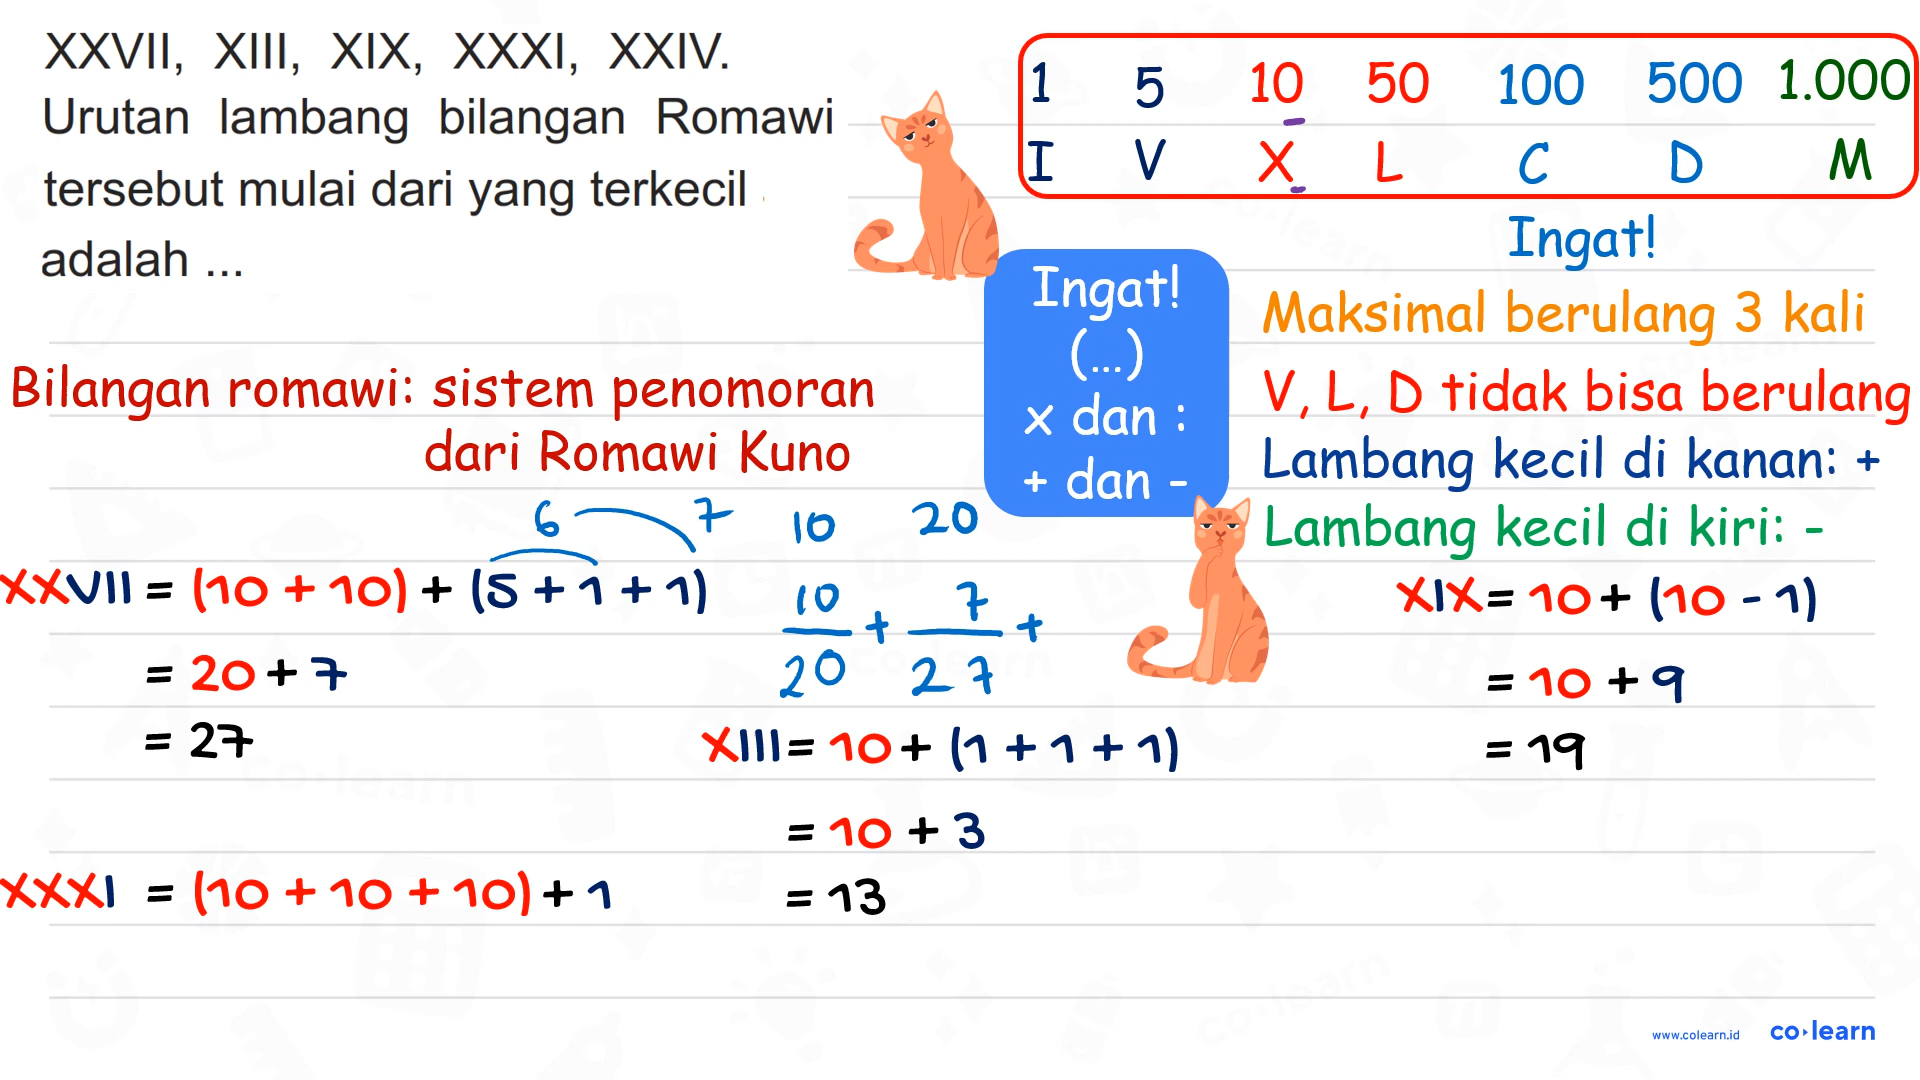 XXVII, XIII, XIX, XXXI, XXIV.
Urutan lambang bilangan Romawi
tersebut mulai dari yang terkecil
adalah ...
1 5 10 50 100 500 1.000
I V X L C D M
Ingat!
Maksimal berulang 3 kali
V, L, D tidak bisa berulang
Lambang kecil di kanan: +
Lambang kecil di kiri: -
Ingat!
(...)
x dan :
+ dan -
Bilangan romawi: sistem penomoran
dari Romawi Kuno
6 7
XXVII = (10 + 10) + (5 + 1 + 1)
= 20 + 7
= 27
10
10 +
20
20
7 +
27
XIX = 10 + (10 - 1)
= 10 + 9
= 19
XIII = 10 + (1 + 1 + 1)
= 10 + 3
= 13
XXXI = (10 + 10 + 10) + 1
www.colearn.id co·learn